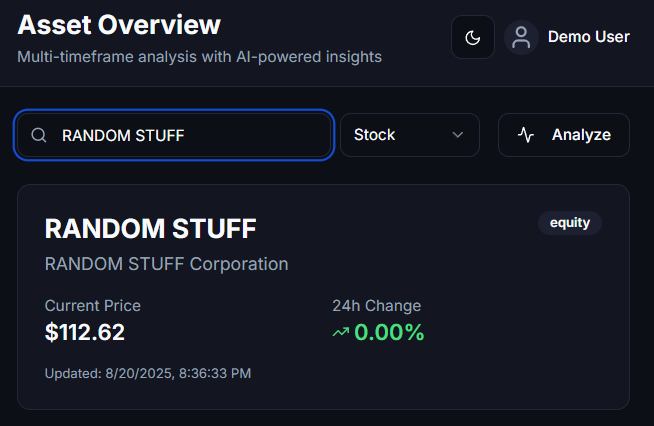 Asset Overview
Multi-timeframe analysis with AI-powered insights
Demo User
RANDOM STUFF
Stock
Analyze
RANDOM STUFF
equity
RANDOM STUFF Corporation
Current Price
24h Change
$112.62
0.00%
Updated: 8/20/2025, 8:36:33 PM